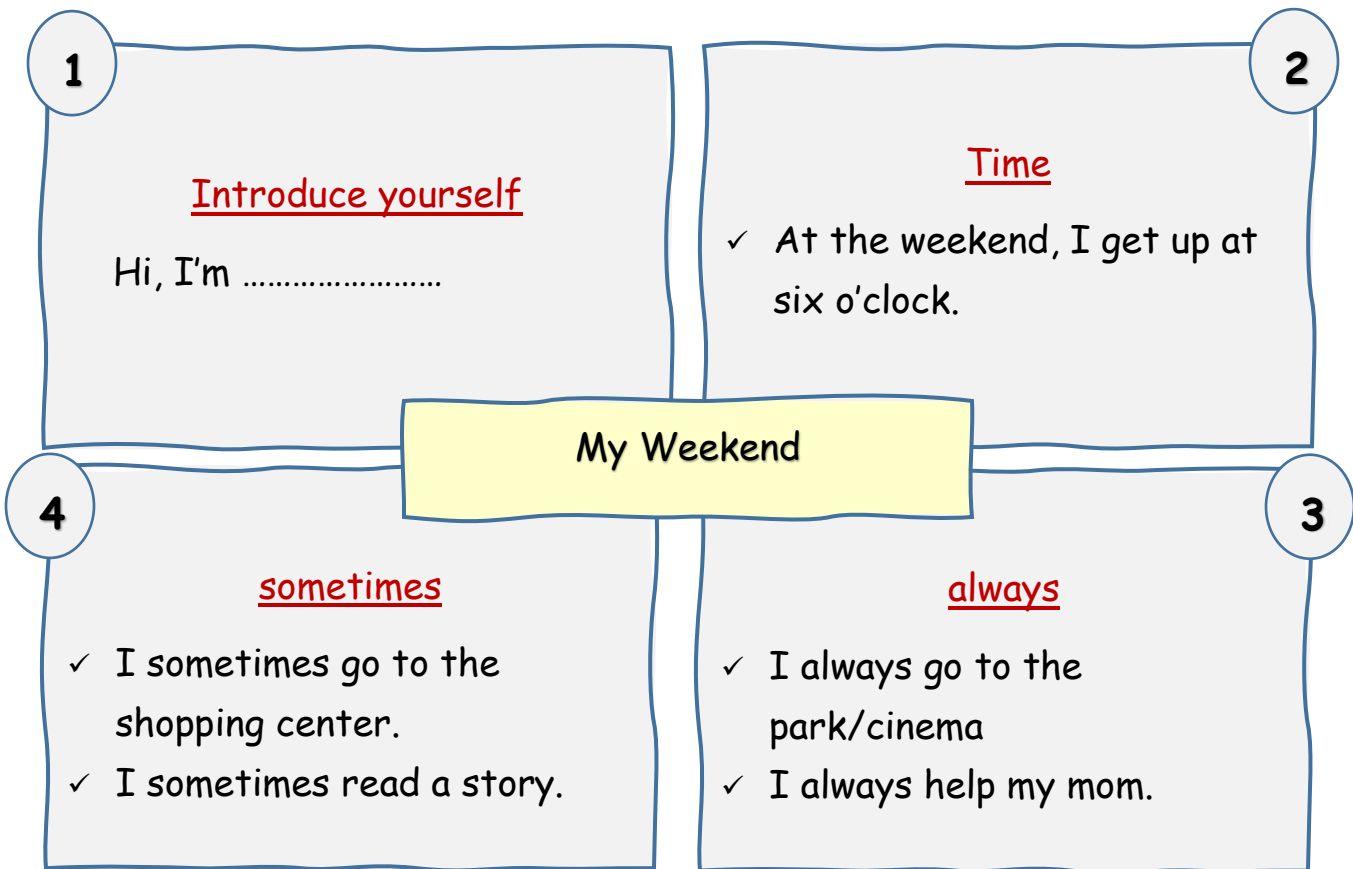 1
Introduce yourself
Hi, I'm ........................
2
Time
✓ At the weekend, I get up at
six o'clock.
My Weekend
3
always
✓ I always go to the
park/cinema
✓ I always help my mom.
4
sometimes
✓ I sometimes go to the
shopping center.
✓ I sometimes read a story.